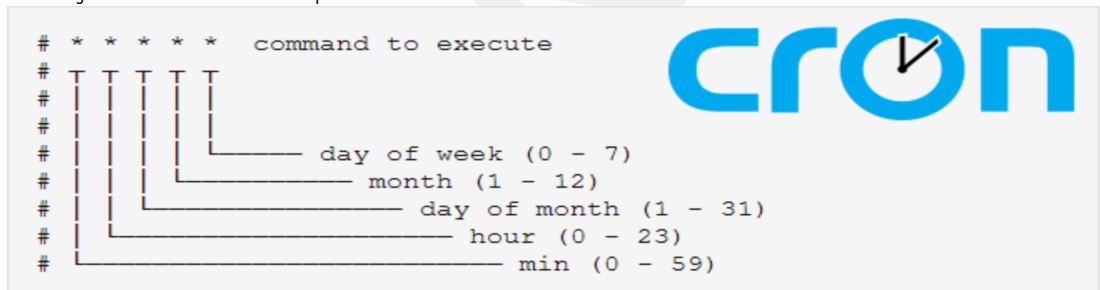 # * * * * * command to execute
cron
# ┬ ┬ ┬ ┬ ┬
# │ │ │ │ │
# │ │ │ │ │
# │ │ │ │ └───── day of week (0 - 7)
# │ │ │ └────────── month (1 - 12)
# │ │ └─────────────── day of month (1 - 31)
# │ └──────────────────── hour (0 - 23)
# └───────────────────────── min (0 - 59)